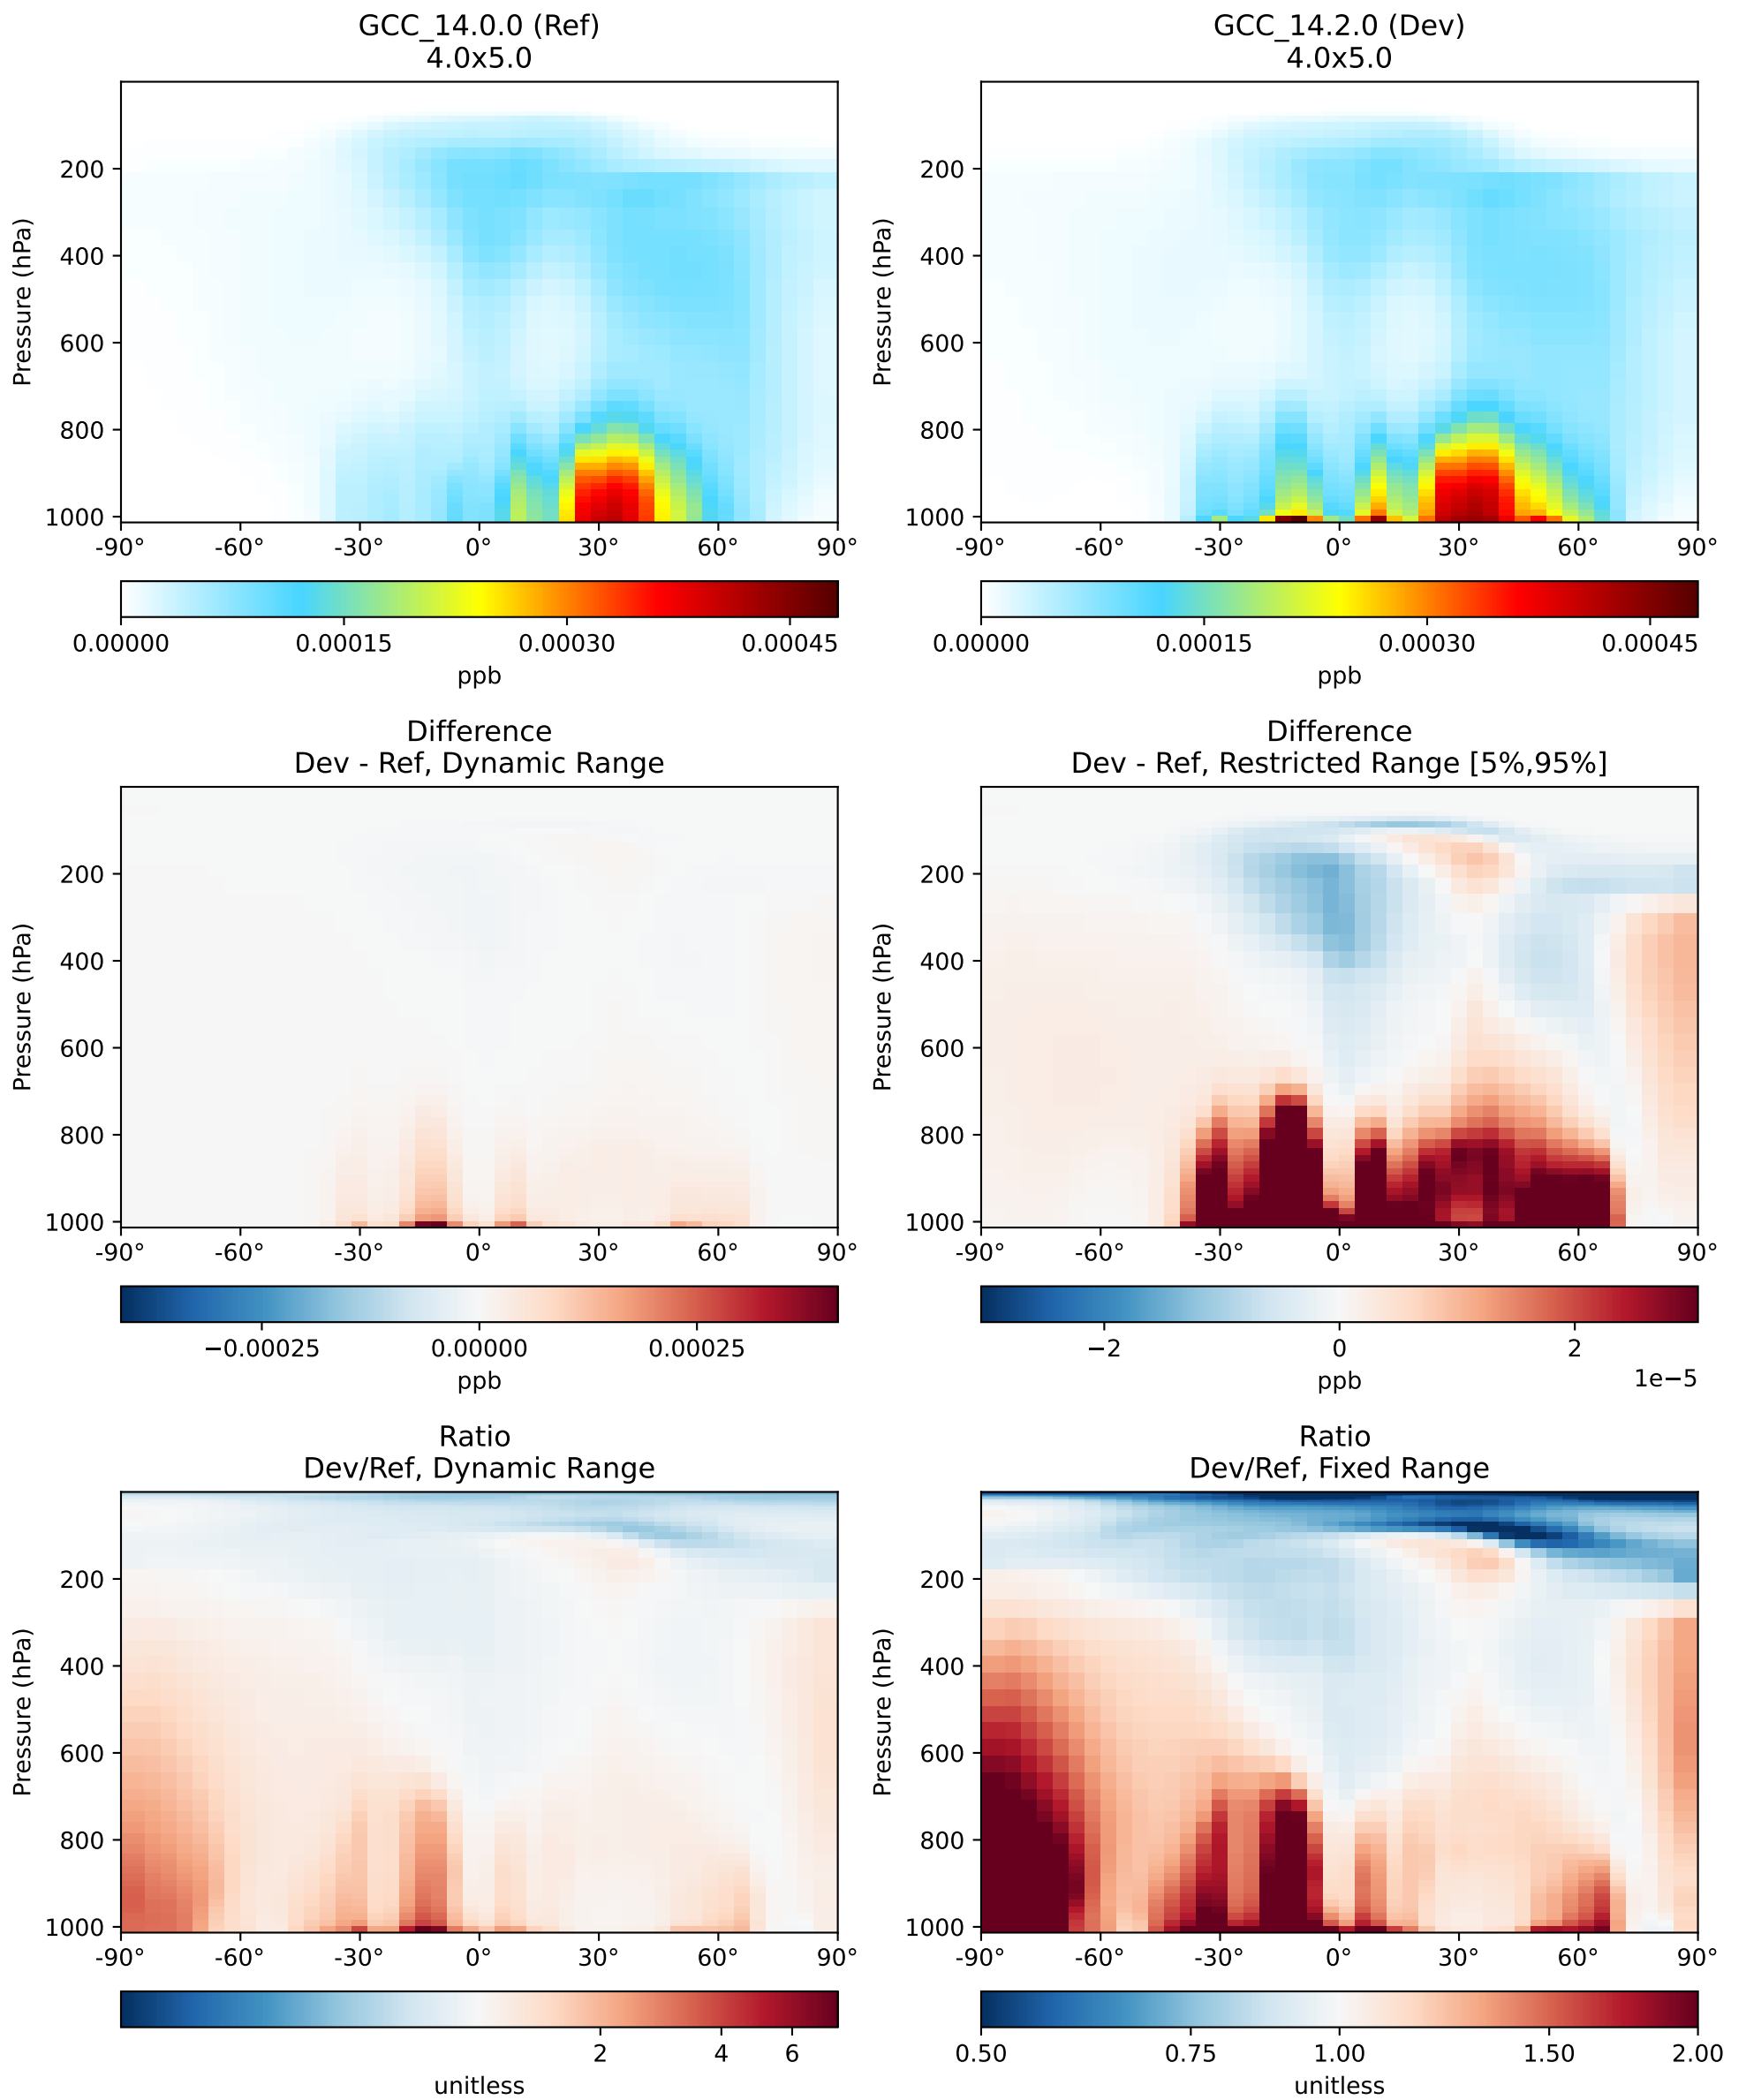 GCC_14.0.0 (Ref)
4.0x5.0
GCC_14.2.0 (Dev)
4.0x5.0
Pressure (hPa)
200
400
600
800
1000
-90° -60° -30° 0° 30° 60° 90°
0.00000 0.00015 0.00030 0.00045
ppb
Pressure (hPa)
200
400
600
800
1000
-90° -60° -30° 0° 30° 60° 90°
0.00000 0.00015 0.00030 0.00045
ppb
Difference
Dev - Ref, Dynamic Range
Difference
Dev - Ref, Restricted Range [5%,95%]
Pressure (hPa)
200
400
600
800
1000
-90° -60° -30° 0° 30° 60° 90°
−0.00025 0.00000 0.00025
ppb
Pressure (hPa)
200
400
600
800
1000
-90° -60° -30° 0° 30° 60° 90°
−2 0 2
ppb
1e−5
Ratio
Dev/Ref, Dynamic Range
Ratio
Dev/Ref, Fixed Range
Pressure (hPa)
200
400
600
800
1000
-90° -60° -30° 0° 30° 60° 90°
2 4 6
unitless
Pressure (hPa)
200
400
600
800
1000
-90° -60° -30° 0° 30° 60° 90°
0.50 0.75 1.00 1.50 2.00
unitless